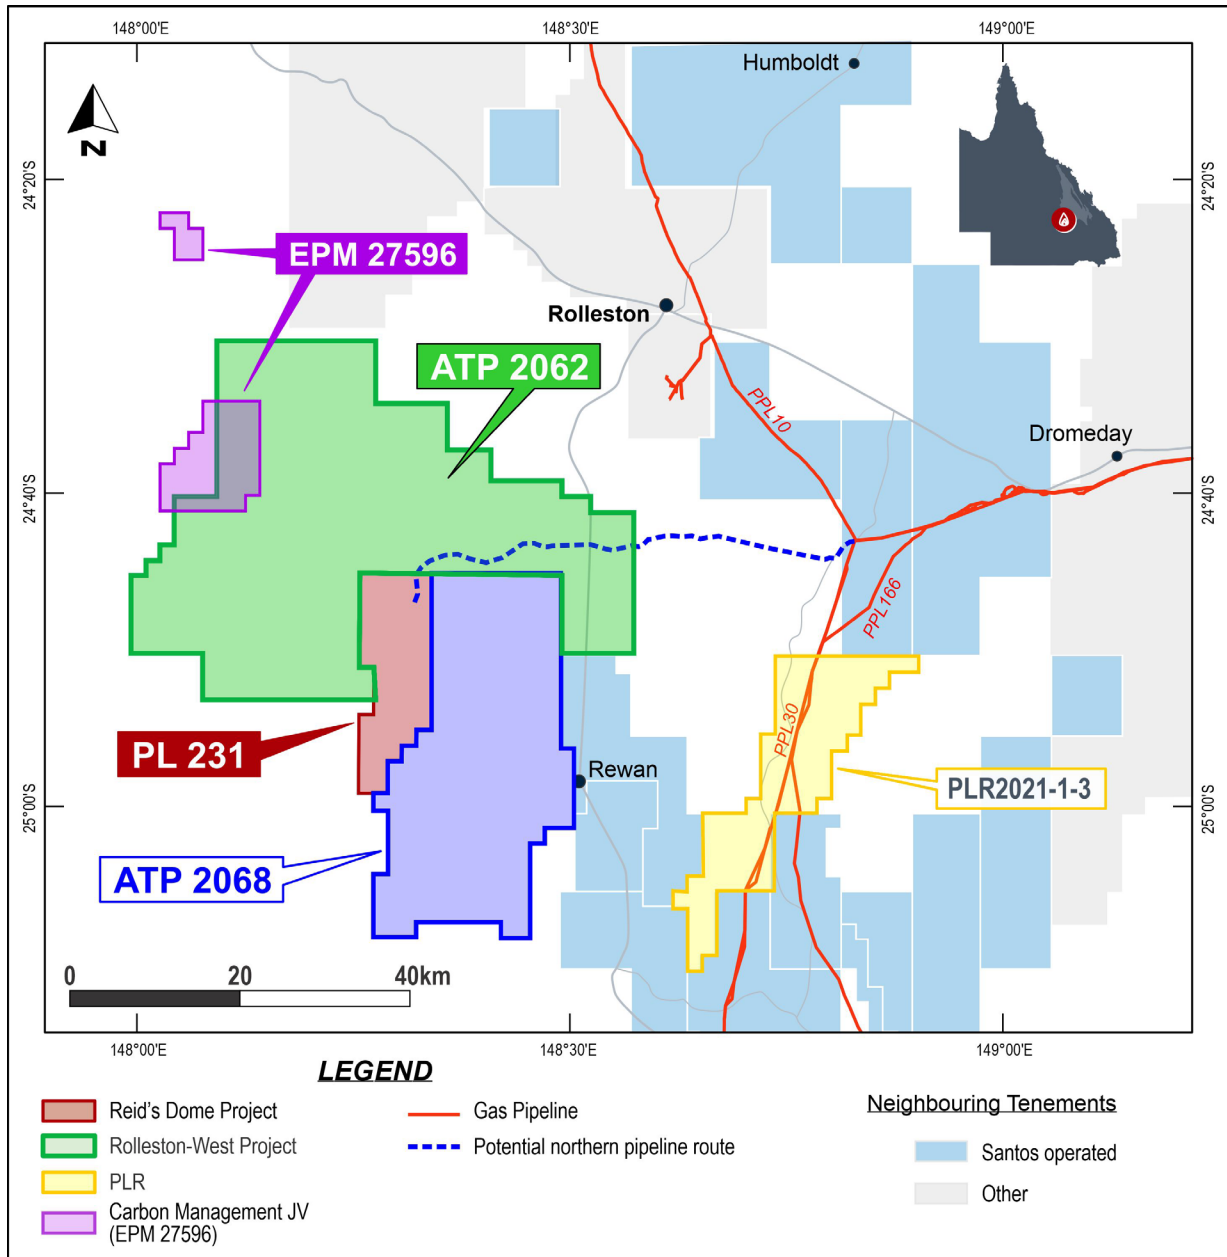 148°00'E
148°30'E
149°00'E
Humboldt
N
24°20'S
24°20'S
EPM 27596
Rolleston
ATP 2062
PPL10
Dromeday
24°40'S
24°40'S
PPL166
PL 231
PPL30
Rewan
PLR2021-1-3
25°00'S
25°00'S
ATP 2068
0
20
40km
148°00'E
148°30'E
149°00'E
LEGEND
Reid's Dome Project
Rolleston-West Project
PLR
Carbon Management JV
(EPM 27596)
Gas Pipeline
Potential northern pipeline route
Neighbouring Tenements
Santos operated
Other